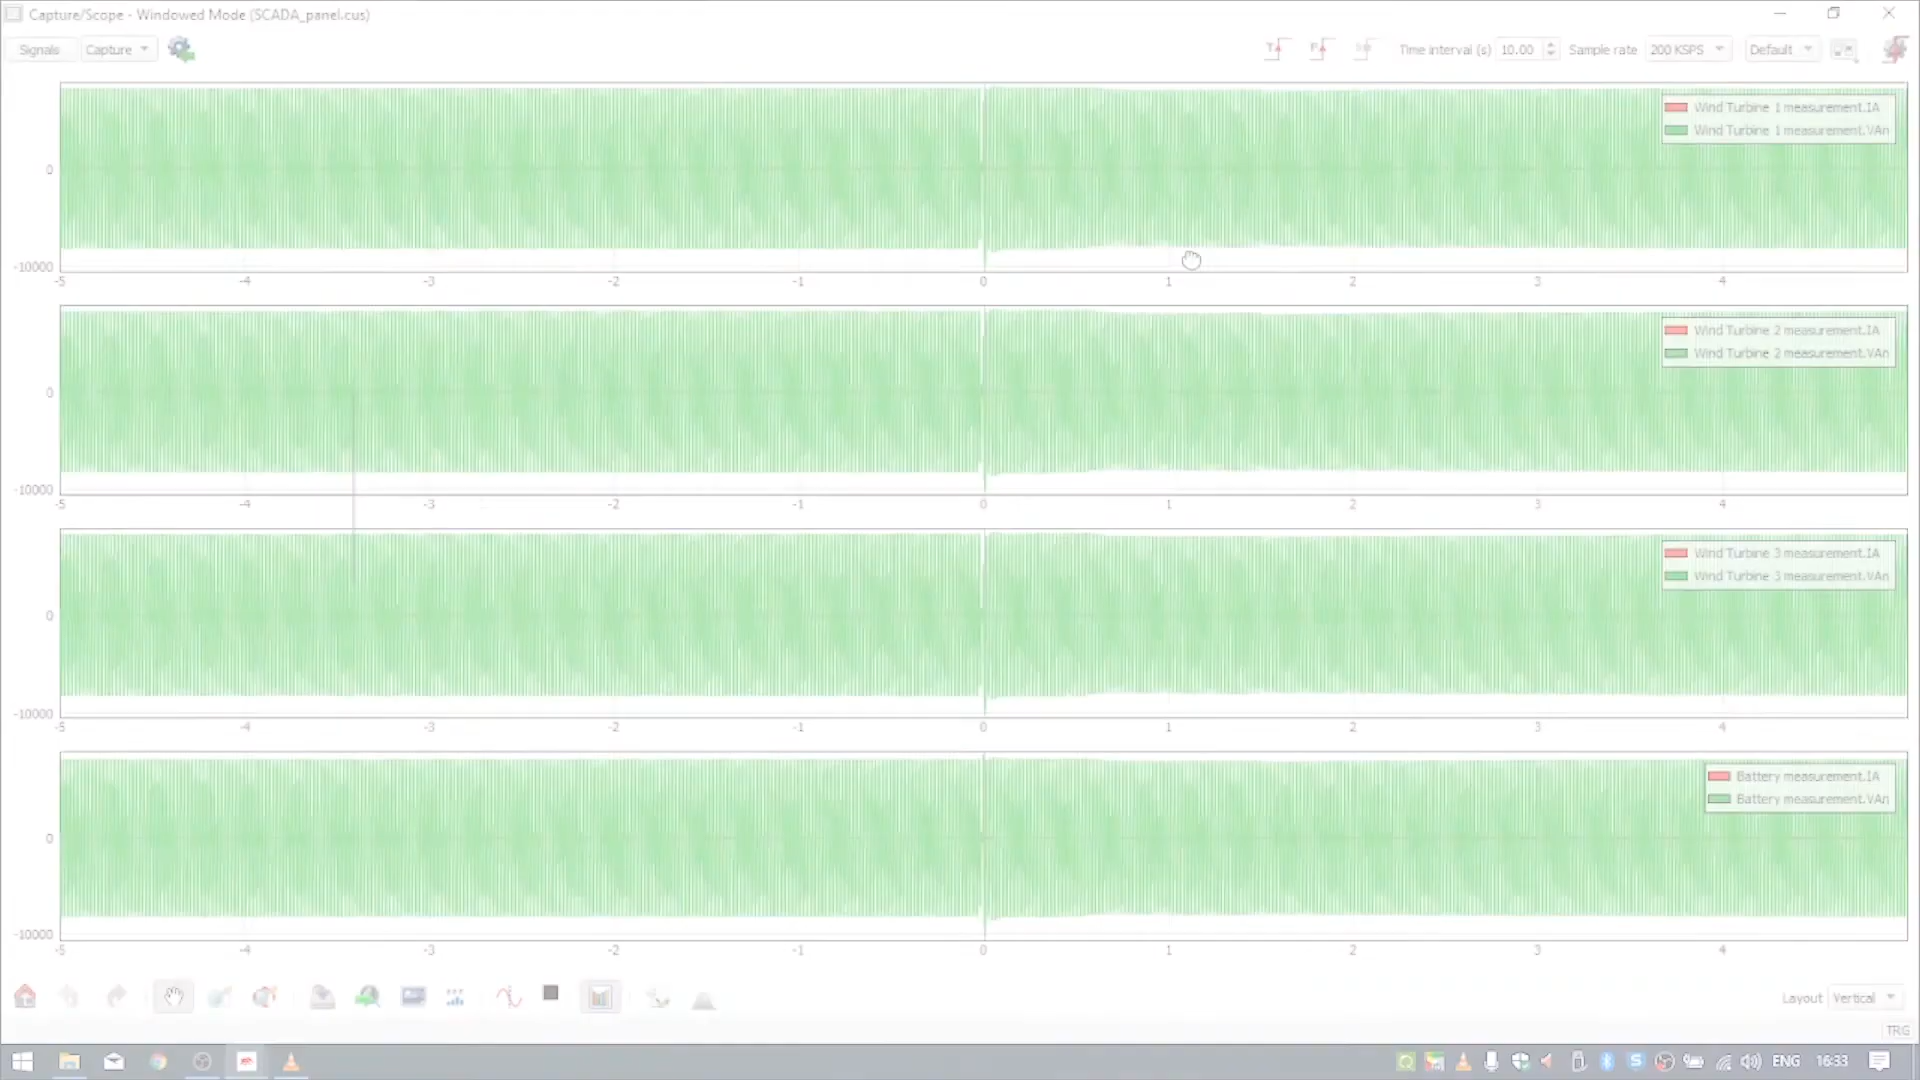 Capture/Scope - Windowed Mode (SCADA_panel.cus)
Signals Capture Time interval (s) 10.00 Sample rate 200 KSPS Default
Wind Turbine 1 measurement.IA
Wind Turbine 1 measurement.VAn
0
-10000
-5 -4 -3 -2 -1 0 1 2 3 4
Wind Turbine 2 measurement.IA
Wind Turbine 2 measurement.VAn
0
-10000
-5 -4 -3 -2 -1 0 1 2 3 4
Wind Turbine 3 measurement.IA
Wind Turbine 3 measurement.VAn
0
-10000
-5 -4 -3 -2 -1 0 1 2 3 4
Battery measurement.IA
Battery measurement.VAn
0
-10000
-5 -4 -3 -2 -1 0 1 2 3 4
Layout Vertical
TRG
ENG 16:33